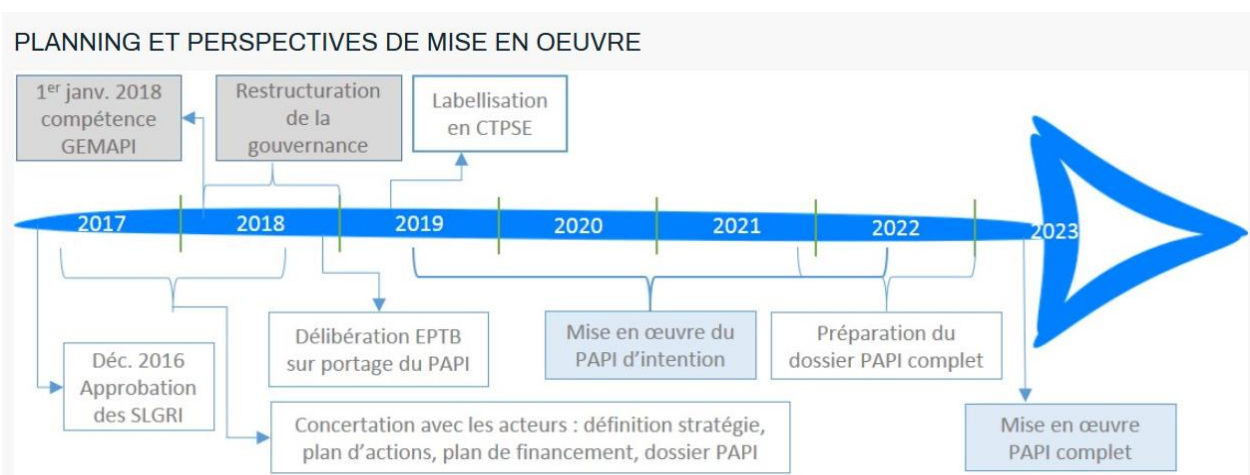 PLANNING ET PERSPECTIVES DE MISE EN OEUVRE
1er janv. 2018
compétence
GEMAPI
Restructuration
de la
gouvernance
Labellisation
en CTPSE
2017
2018
2019
2020
2021
2022
2023
Déc. 2016
Approbation
des SLGRI
Délibération EPTB
sur portage du PAPI
Mise en œuvre du
PAPI d’intention
Préparation du
dossier PAPI complet
Concertation avec les acteurs : définition stratégie,
plan d’actions, plan de financement, dossier PAPI
Mise en œuvre
PAPI complet